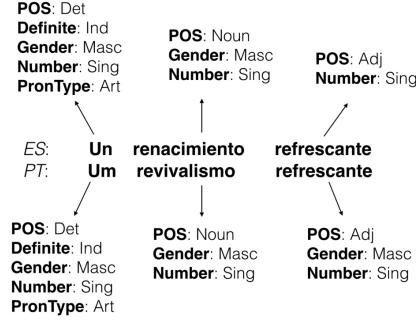 POS: Det
Definite: Ind
Gender: Masc
Number: Sing
PronType: Art
POS: Noun
Gender: Masc
Number: Sing
POS: Adj
Number: Sing
ES: Un renacimiento refrescante
PT: Um revivalismo refrescante
POS: Det
Definite: Ind
Gender: Masc
Number: Sing
PronType: Art
POS: Noun
Gender: Masc
Number: Sing
POS: Adj
Gender: Masc
Number: Sing